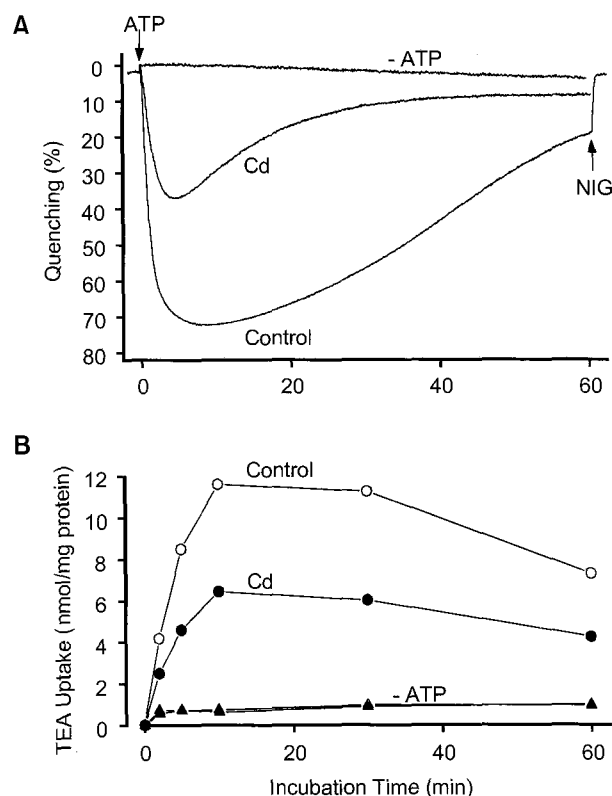 A
ATP
- ATP
Cd
Control
NIG
Quenching (%)
0
10
20
30
40
50
60
70
80
0
20
40
60
B
Control
Cd
- ATP
TEA Uptake (nmol/mg protein)
12
10
8
6
4
2
0
0
20
40
60
Incubation Time (min)